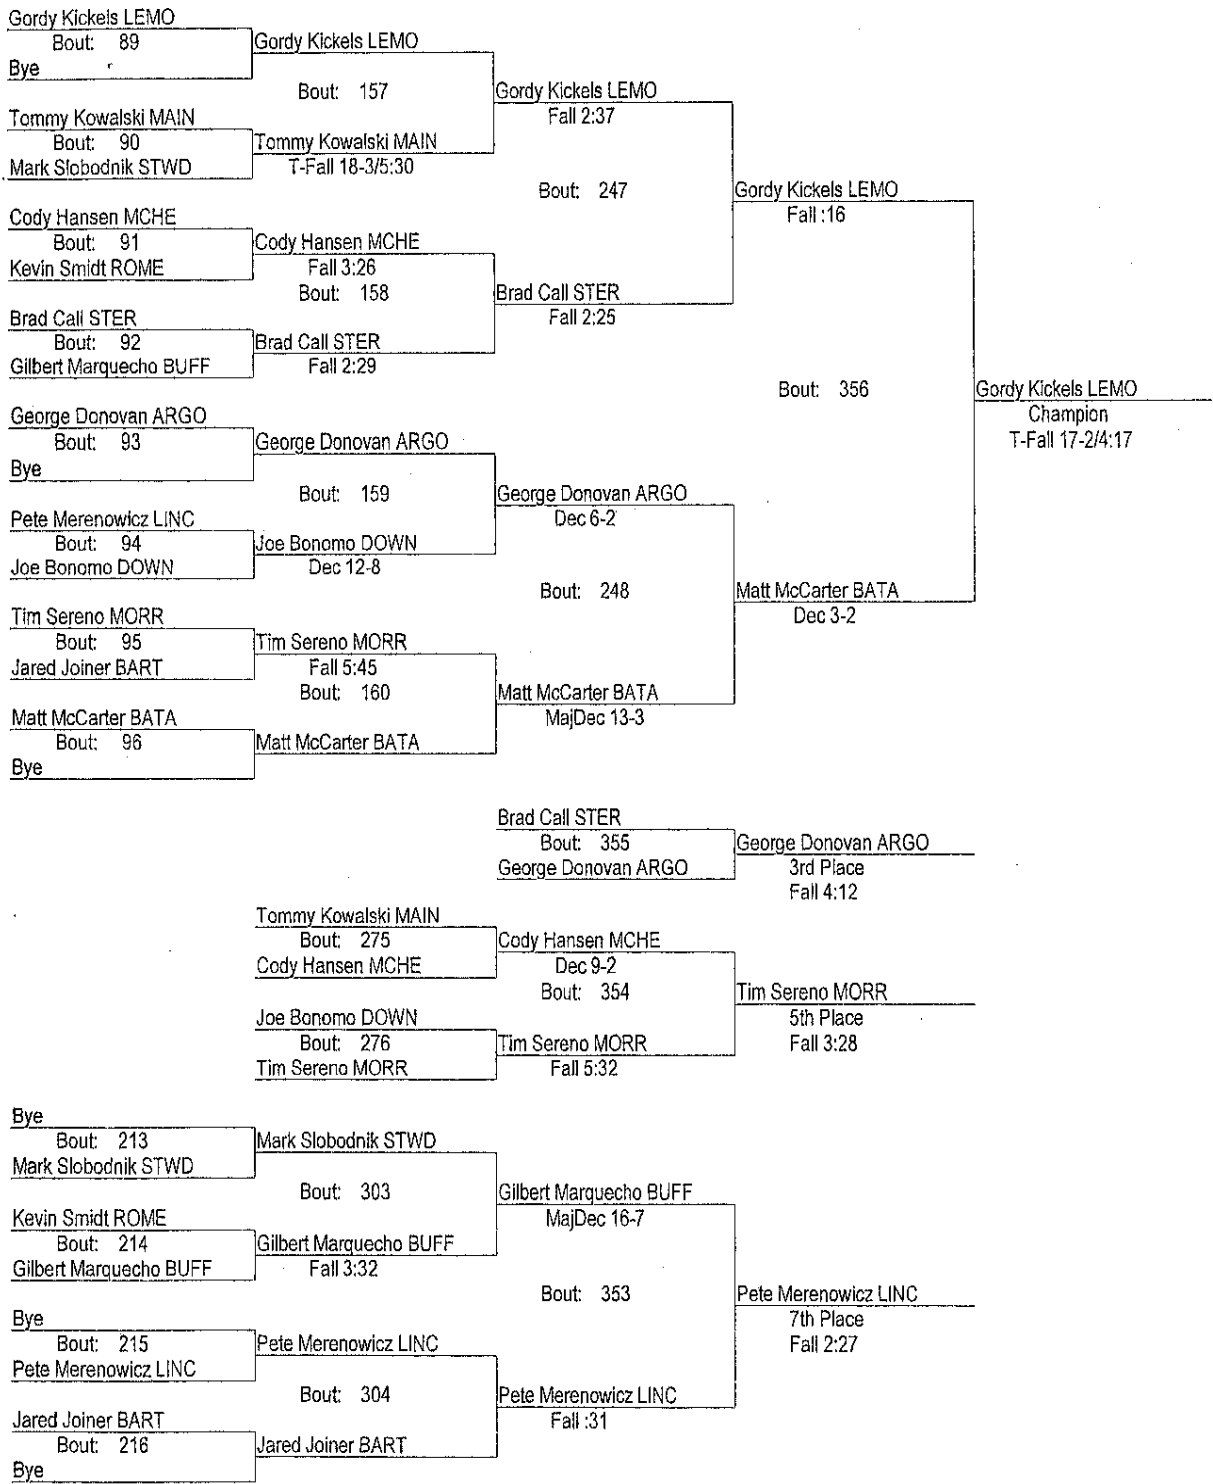 Gordy Kickels LEMO
Bout: 89
Bye
Gordy Kickels LEMO
Bout: 157
Tommy Kowalski MAIN
Bout: 90
Mark Slobodnik STWD
Tommy Kowalski MAIN
T-Fall 18-3/5:30
Gordy Kickels LEMO
Fall 2:37
Bout: 247
Cody Hansen MCHE
Bout: 91
Kevin Smidt ROME
Cody Hansen MCHE
Fall 3:26
Bout: 158
Brad Call STER
Bout: 92
Gilbert Marquecho BUFF
Brad Call STER
Fall 2:29
Brad Call STER
Fall 2:25
Gordy Kickels LEMO
Fall :16
Bout: 356
Gordy Kickels LEMO
Champion
T-Fall 17-2/4:17
George Donovan ARGO
Bout: 93
Bye
George Donovan ARGO
Bout: 159
Pete Merenowicz LINC
Bout: 94
Joe Bonomo DOWN
Joe Bonomo DOWN
Dec 12-8
George Donovan ARGO
Dec 6-2
Bout: 248
Tim Sereno MORR
Bout: 95
Jared Joiner BART
Tim Sereno MORR
Fall 5:45
Bout: 160
Matt McCarter BATA
Bout: 96
Bye
Matt McCarter BATA
Matt McCarter BATA
MajDec 13-3
Matt McCarter BATA
Dec 3-2
Brad Call STER
Bout: 355
George Donovan ARGO
George Donovan ARGO
3rd Place
Fall 4:12
Tommy Kowalski MAIN
Bout: 275
Cody Hansen MCHE
Cody Hansen MCHE
Dec 9-2
Bout: 354
Joe Bonomo DOWN
Bout: 276
Tim Sereno MORR
Tim Sereno MORR
Fall 5:32
Tim Sereno MORR
5th Place
Fall 3:28
Bye
Bout: 213
Mark Slobodnik STWD
Mark Slobodnik STWD
Bout: 303
Kevin Smidt ROME
Bout: 214
Gilbert Marquecho BUFF
Gilbert Marquecho BUFF
Fall 3:32
Gilbert Marquecho BUFF
MajDec 16-7
Bout: 353
Bye
Bout: 215
Pete Merenowicz LINC
Pete Merenowicz LINC
Bout: 304
Jared Joiner BART
Bout: 216
Bye
Jared Joiner BART
Pete Merenowicz LINC
Fall :31
Pete Merenowicz LINC
7th Place
Fall 2:27